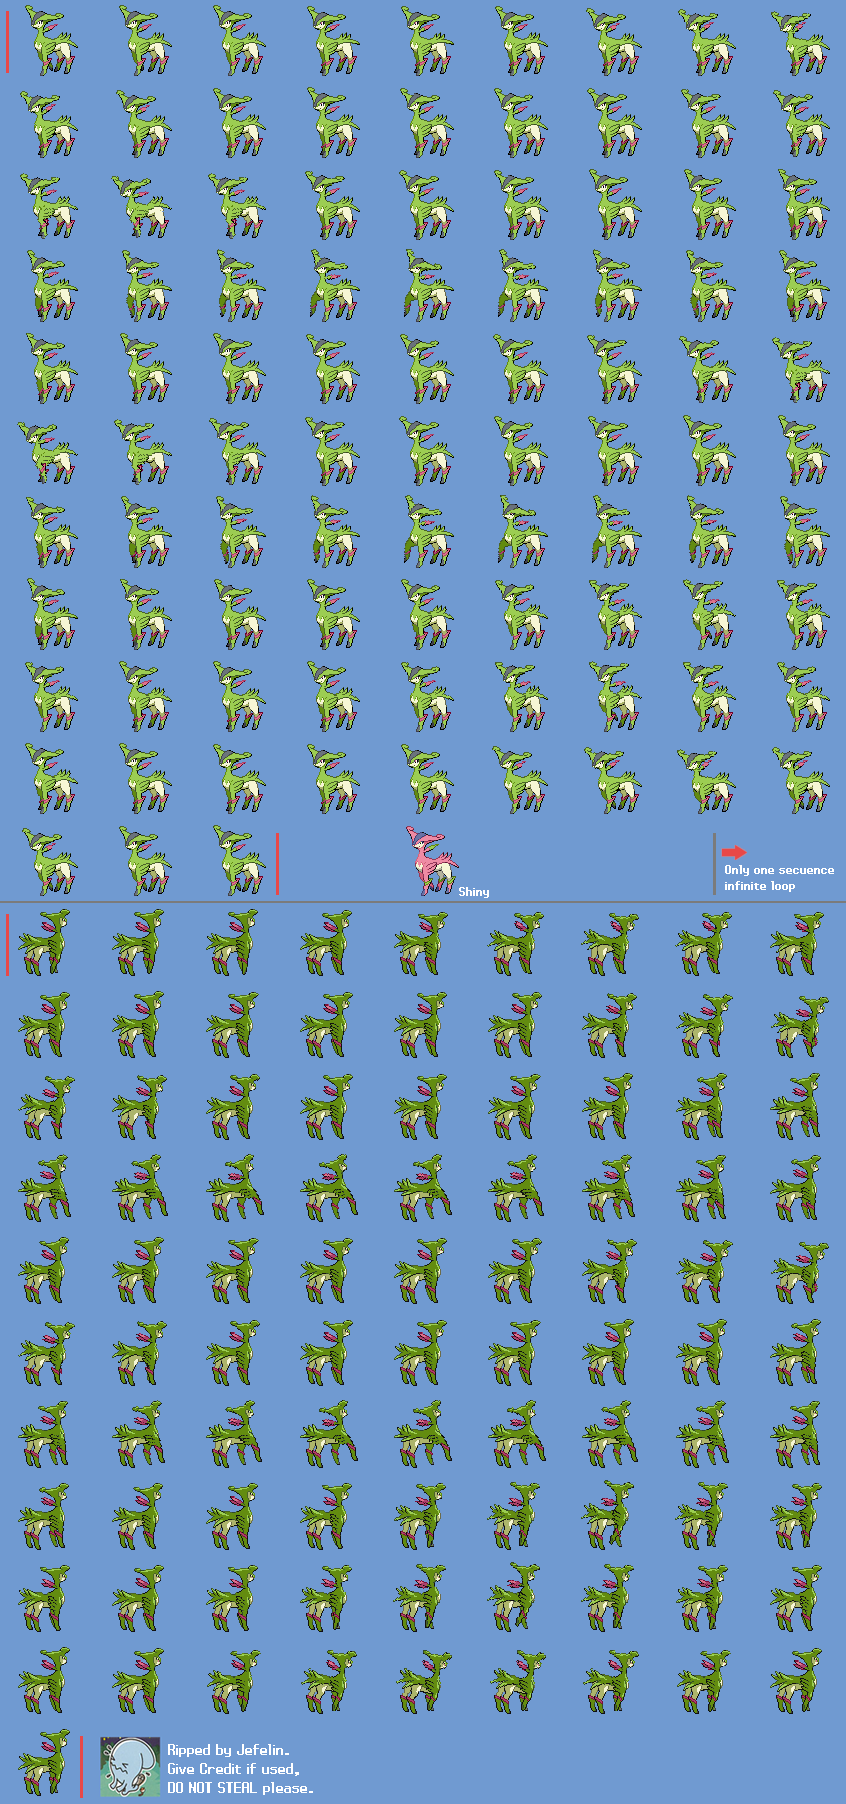 Shiny
Only one secuence
infinite loop
Ripped by Jefelin.
Give Credit if used,
DO NOT STEAL please.